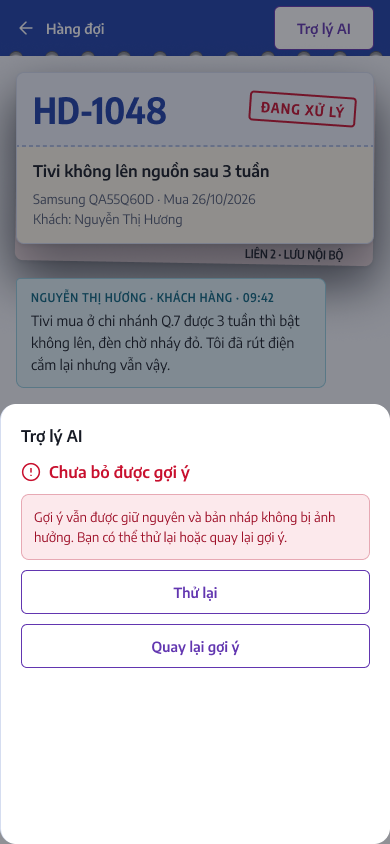 Hàng đợi
Trợ lý AI
HD-1048
ĐANG XỬ LÝ
Tivi không lên nguồn sau 3 tuần
Samsung QA55Q60D · Mua 26/10/2026
Khách: Nguyễn Thị Hương
LIÊN 2 · LƯU NỘI BỘ
NGUYỄN THỊ HƯƠNG · KHÁCH HÀNG · 09:42
Tivi mua ở chi nhánh Q.7 được 3 tuần thì bật
không lên, đèn chờ nháy đỏ. Tôi đã rút điện
cắm lại nhưng vẫn vậy.
Trợ lý AI
Chưa bỏ được gợi ý
Gợi ý vẫn được giữ nguyên và bản nháp không bị ảnh
hưởng. Bạn có thể thử lại hoặc quay lại gợi ý.
Thử lại
Quay lại gợi ý